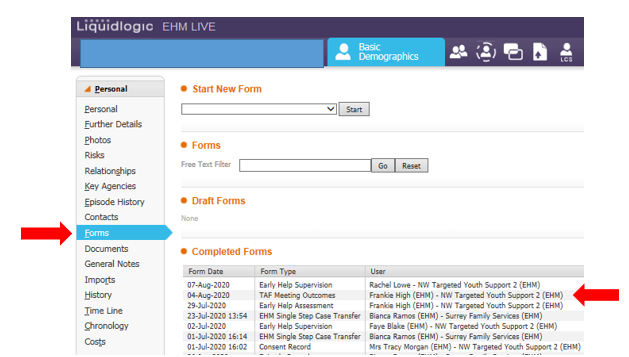 Liquidlogic EHM LIVE
Basic
Demographics
LCS
Personal
Personal
Further Details
Photos
Risks
Relationships
Key Agencies
Episode History
Contacts
Forms
Documents
General Notes
Imports
History
Time Line
Chronology
Costs
Start New Form
Start
Forms
Free Text Filter
Go Reset
Draft Forms
None
Completed Forms
Form Date Form Type User
07-Aug-2020 Early Help Supervision Rachel Lowe - NW Targeted Youth Support 2 (EHM)
04-Aug-2020 TAF Meeting Outcomes Frankie High (EHM) - NW Targeted Youth Support 2 (EHM)
29-Jul-2020 Early Help Assessment Frankie High (EHM) - NW Targeted Youth Support 2 (EHM)
23-Jul-2020 13:54 EHM Single Step Case Transfer Bianca Ramos (EHM) - Surrey Family Services (EHM)
02-Jul-2020 Early Help Supervision Faye Blake (EHM) - NW Targeted Youth Support 2 (EHM)
01-Jul-2020 16:14 EHM Single Step Case Transfer Bianca Ramos (EHM) - Surrey Family Services (EHM)
01-Jul-2020 16:02 Consent Record Mrs Tracy Morgan (EHM) - NW Targeted Youth Support 2 (EHM)